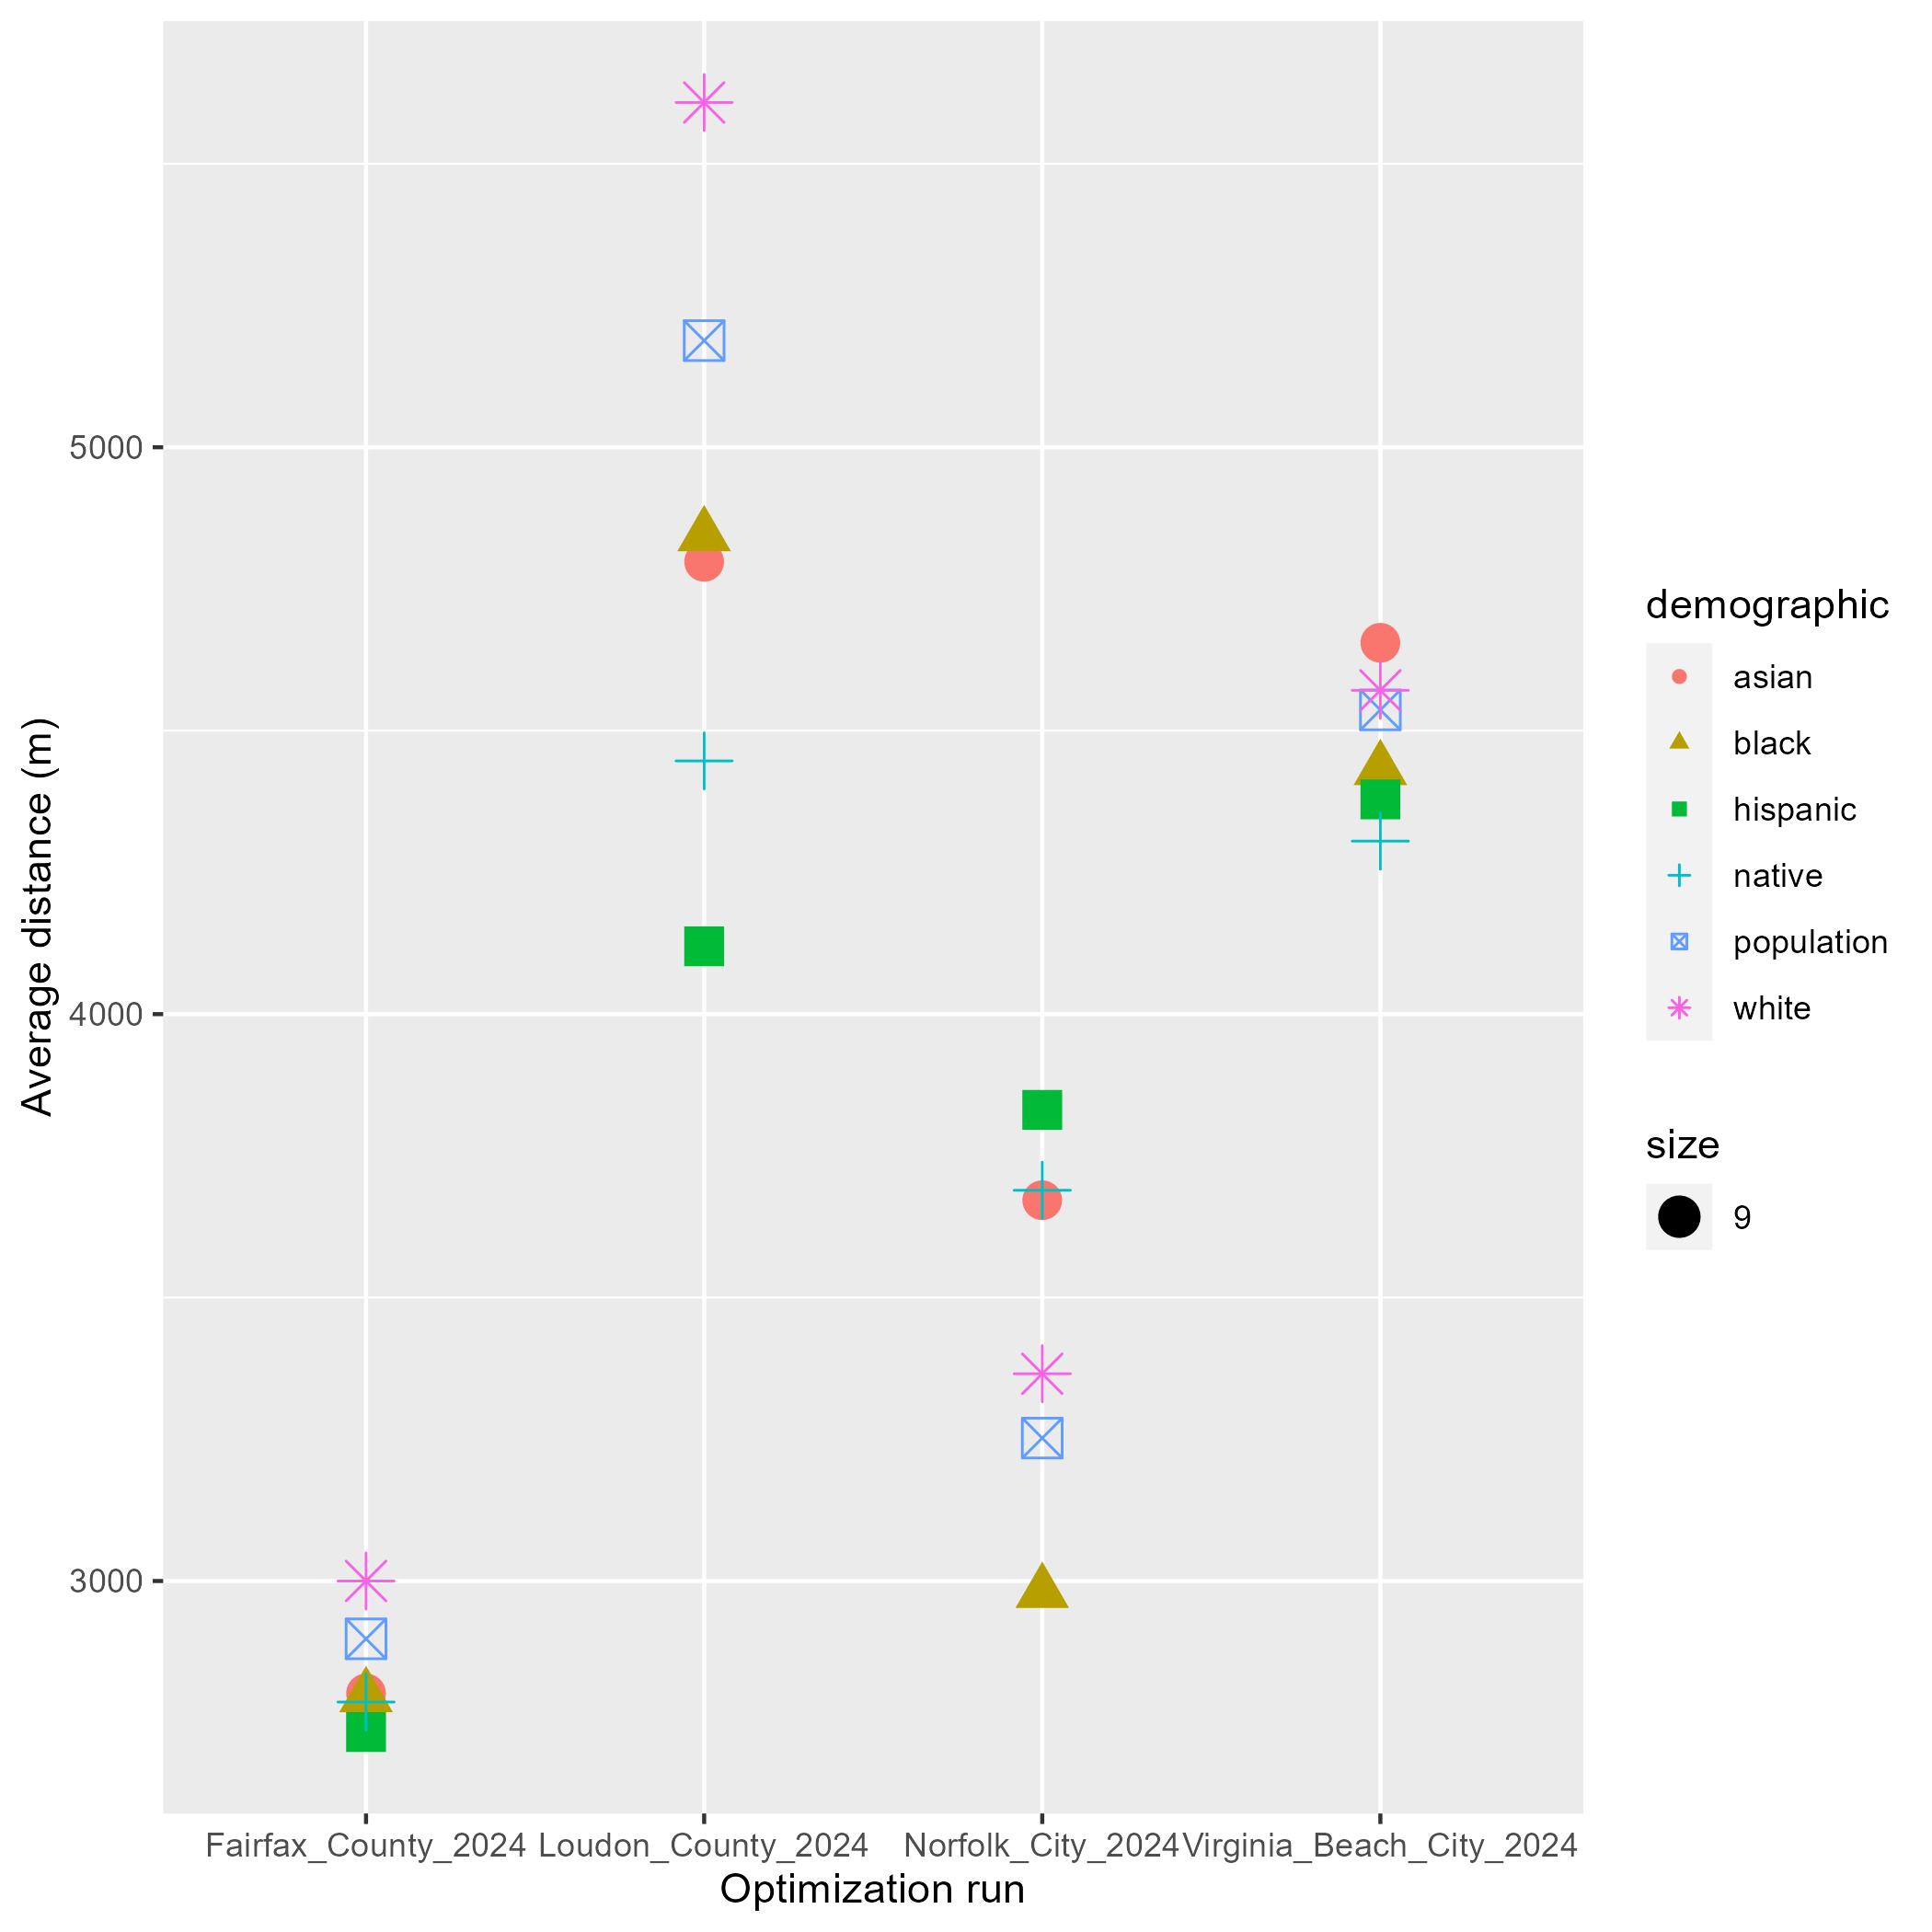 Average distance (m)
5000
4000
3000
Fairfax_County_2024
Loudon_County_2024
Norfolk_City_2024
Virginia_Beach_City_2024
Optimization run
demographic
asian
black
hispanic
native
population
white
size
9